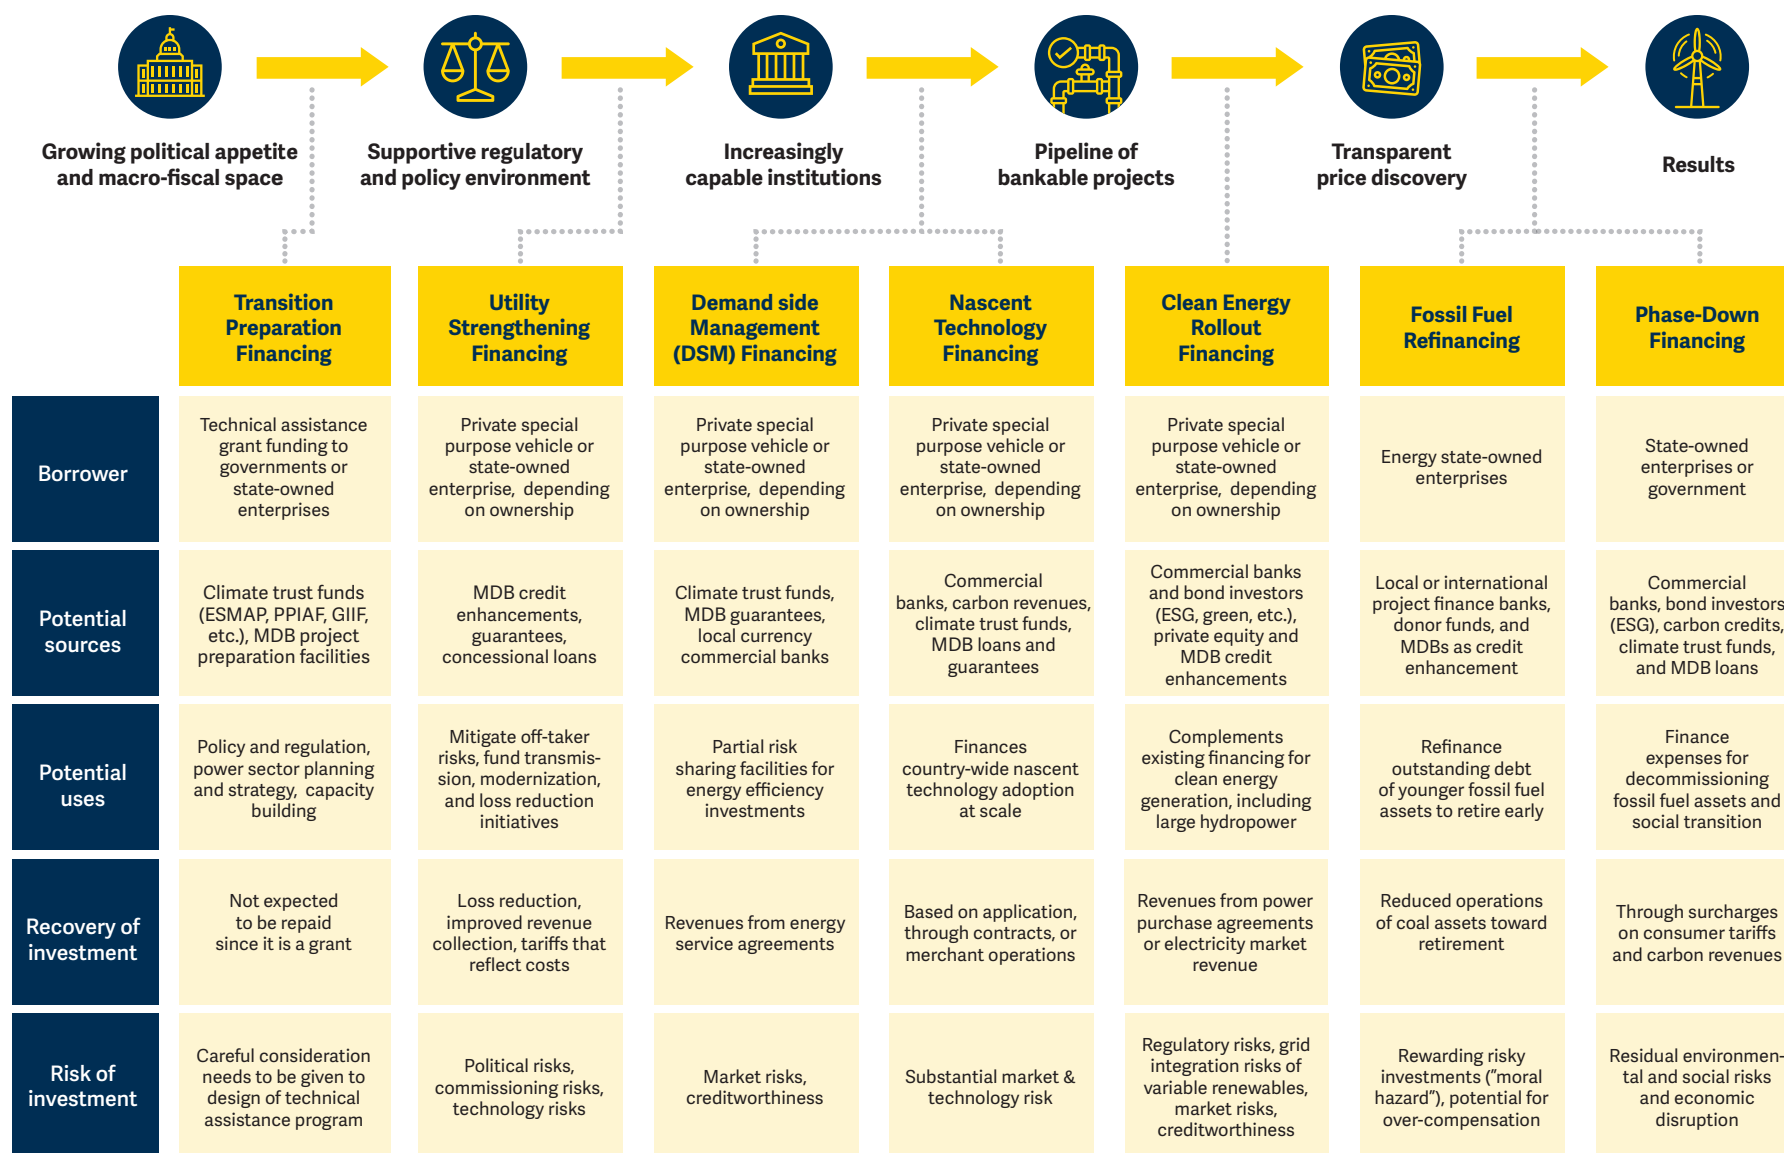 Growing political appetite
and macro-fiscal space
Supportive regulatory
and policy environment
Increasingly
capable institutions
Pipeline of
bankable projects
Transparent
price discovery
Results
Transition
Preparation
Financing
Utility
Strengthening
Financing
Demand side
Management
(DSM) Financing
Nascent
Technology
Financing
Clean Energy
Rollout
Financing
Fossil Fuel
Refinancing
Phase-Down
Financing
Borrower
Technical assistance
grant funding to
governments or
state-owned
enterprises
Private special
purpose vehicle or
state-owned
enterprise, depending
on ownership
Private special
purpose vehicle or
state-owned
enterprise, depending
on ownership
Private special
purpose vehicle or
state-owned
enterprise, depending
on ownership
Private special
purpose vehicle or
state-owned
enterprise, depending
on ownership
Energy state-owned
enterprises
State-owned
enterprises or
government
Potential
sources
Climate trust funds
(ESMAP, PPIAF, GIIF,
etc.), MDB project
preparation facilities
MDB credit
enhancements,
guarantees,
concessional loans
Climate trust funds,
MDB guarantees,
local currency
commercial banks
Commercial
banks, carbon revenues,
climate trust funds,
MDB loans and
guarantees
Commercial banks
and bond investors
(ESG, green, etc.),
private equity and
MDB credit
enhancements
Local or international
project finance banks,
donor funds, and
MDBs as credit
enhancement
Commercial
banks, bond investors
(ESG), carbon credits,
climate trust funds,
and MDB loans
Potential
uses
Policy and regulation,
power sector planning
and strategy, capacity
building
Mitigate off-taker
risks, fund transmis-
sion, modernization,
and loss reduction
initiatives
Partial risk
sharing facilities for
energy efficiency
investments
Finances
country-wide nascent
technology adoption
at scale
Complements
existing financing for
clean energy
generation, including
large hydropower
Refinance
outstanding debt
of younger fossil fuel
assets to retire early
Finance
expenses for
decommissioning
fossil fuel assets and
social transition
Recovery of
investment
Not expected
to be repaid
since it is a grant
Loss reduction,
improved revenue
collection, tariffs that
reflect costs
Revenues from energy
service agreements
Based on application,
through contracts, or
merchant operations
Revenues from power
purchase agreements
or electricity market
revenue
Reduced operations
of coal assets toward
retirement
Through surcharges
on consumer tariffs
and carbon revenues
Risk of
investment
Careful consideration
needs to be given to
design of technical
assistance program
Political risks,
commissioning risks,
technology risks
Market risks,
creditworthiness
Substantial market &
technology risk
Regulatory risks, grid
integration risks of
variable renewables,
market risks,
creditworthiness
Rewarding risky
investments ("moral
hazard"), potential for
over-compensation
Residual environmen-
tal and social risks
and economic
disruption